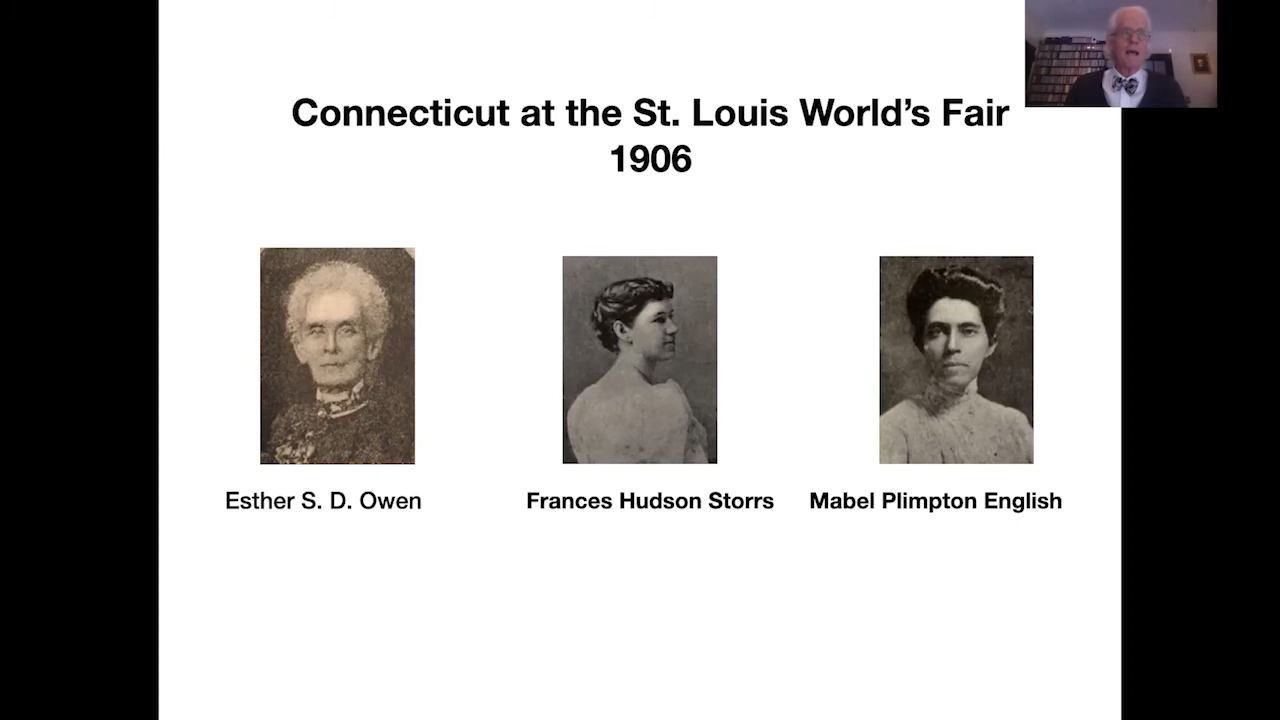 Connecticut at the St. Louis World’s Fair
1906
Esther S. D. Owen
Frances Hudson Storrs
Mabel Plimpton English